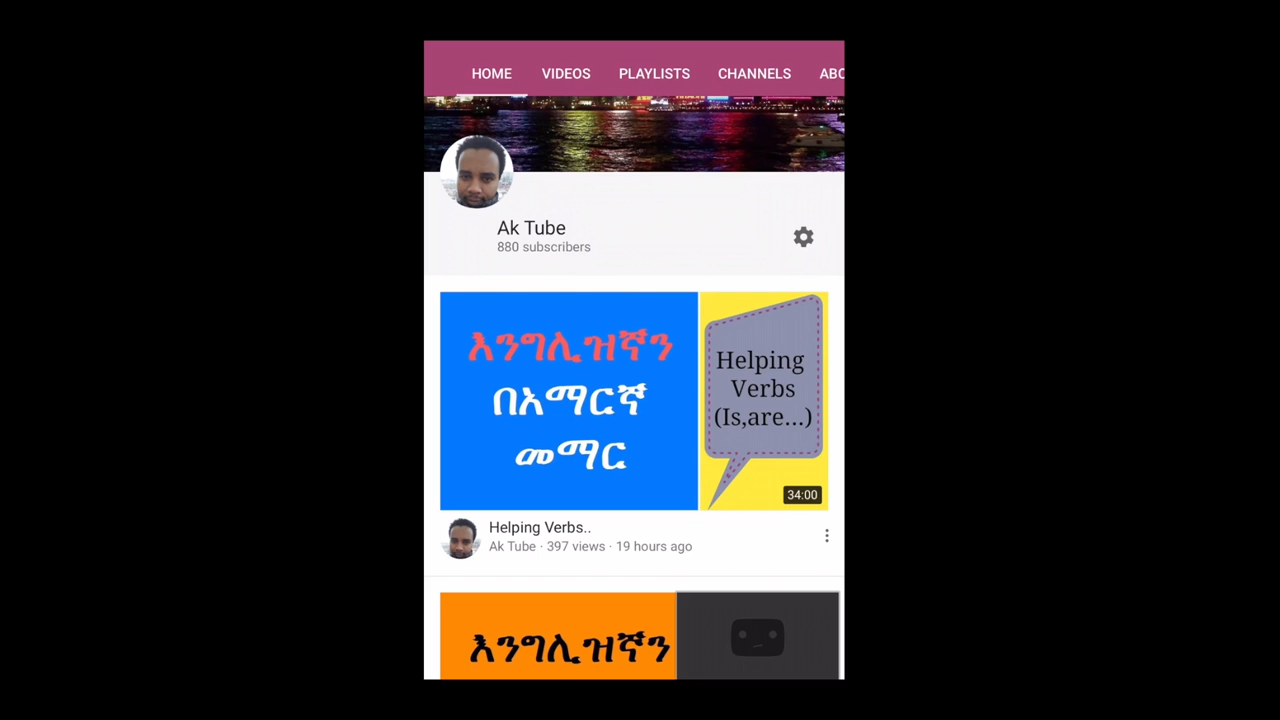 HOME VIDEOS PLAYLISTS CHANNELS ABC
Ak Tube
880 subscribers
እንግሊዝኛን
በአማርኛ
መማር
Helping
Verbs
(Is,are...)
34:00
Helping Verbs..
Ak Tube · 397 views · 19 hours ago
እንግሊዝኛን